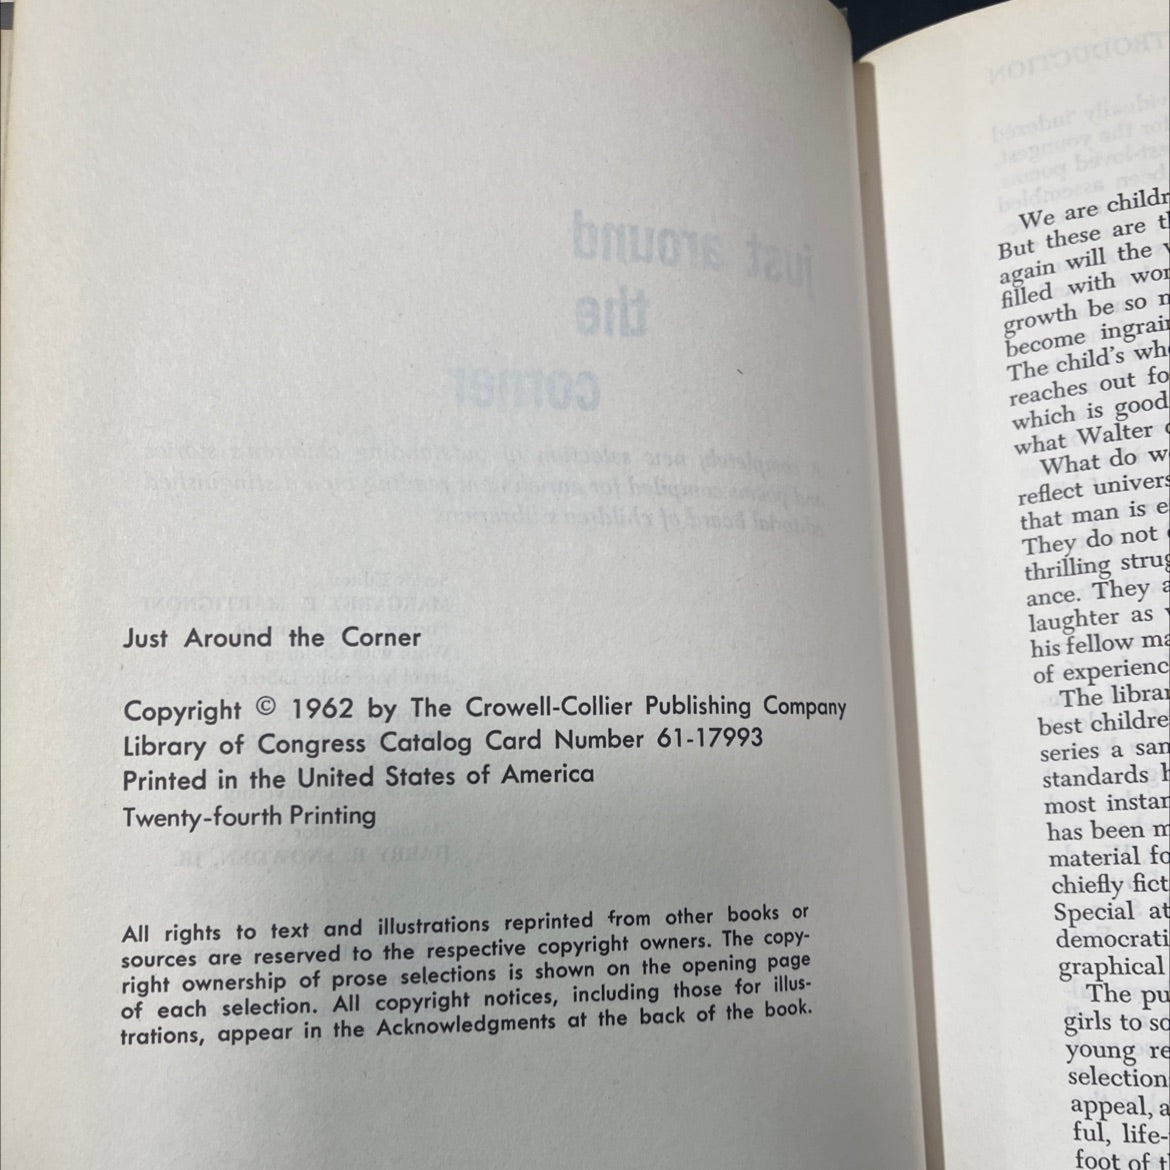 Just Around the Corner
Copyright © 1962 by The Crowell-Collier Publishing Company
Library of Congress Catalog Card Number 61-17993
Printed in the United States of America
Twenty-fourth Printing
All rights to text and illustrations reprinted from other books or
sources are reserved to the respective copyright owners. The copy-
right ownership of prose selections is shown on the opening page
of each selection. All copyright notices, including those for illus-
trations, appear in the Acknowledgments at the back of the book.
We are childr
But these are t
again will the
filled with wor
growth be so
become ingrai
The child's wh
reaches out fo
which is good
what Walter
What do w
reflect univers
that man is e
They do not
thrilling strug
ance. They a
laughter as
his fellow ma
of experienc
The librar
best childre
series a san
standards h
most instan
has been m
material fo
chiefly fict
Special at
democrati
graphical
The pu
girls to so
young re
selection
appeal, a
ful, life-
foot of t